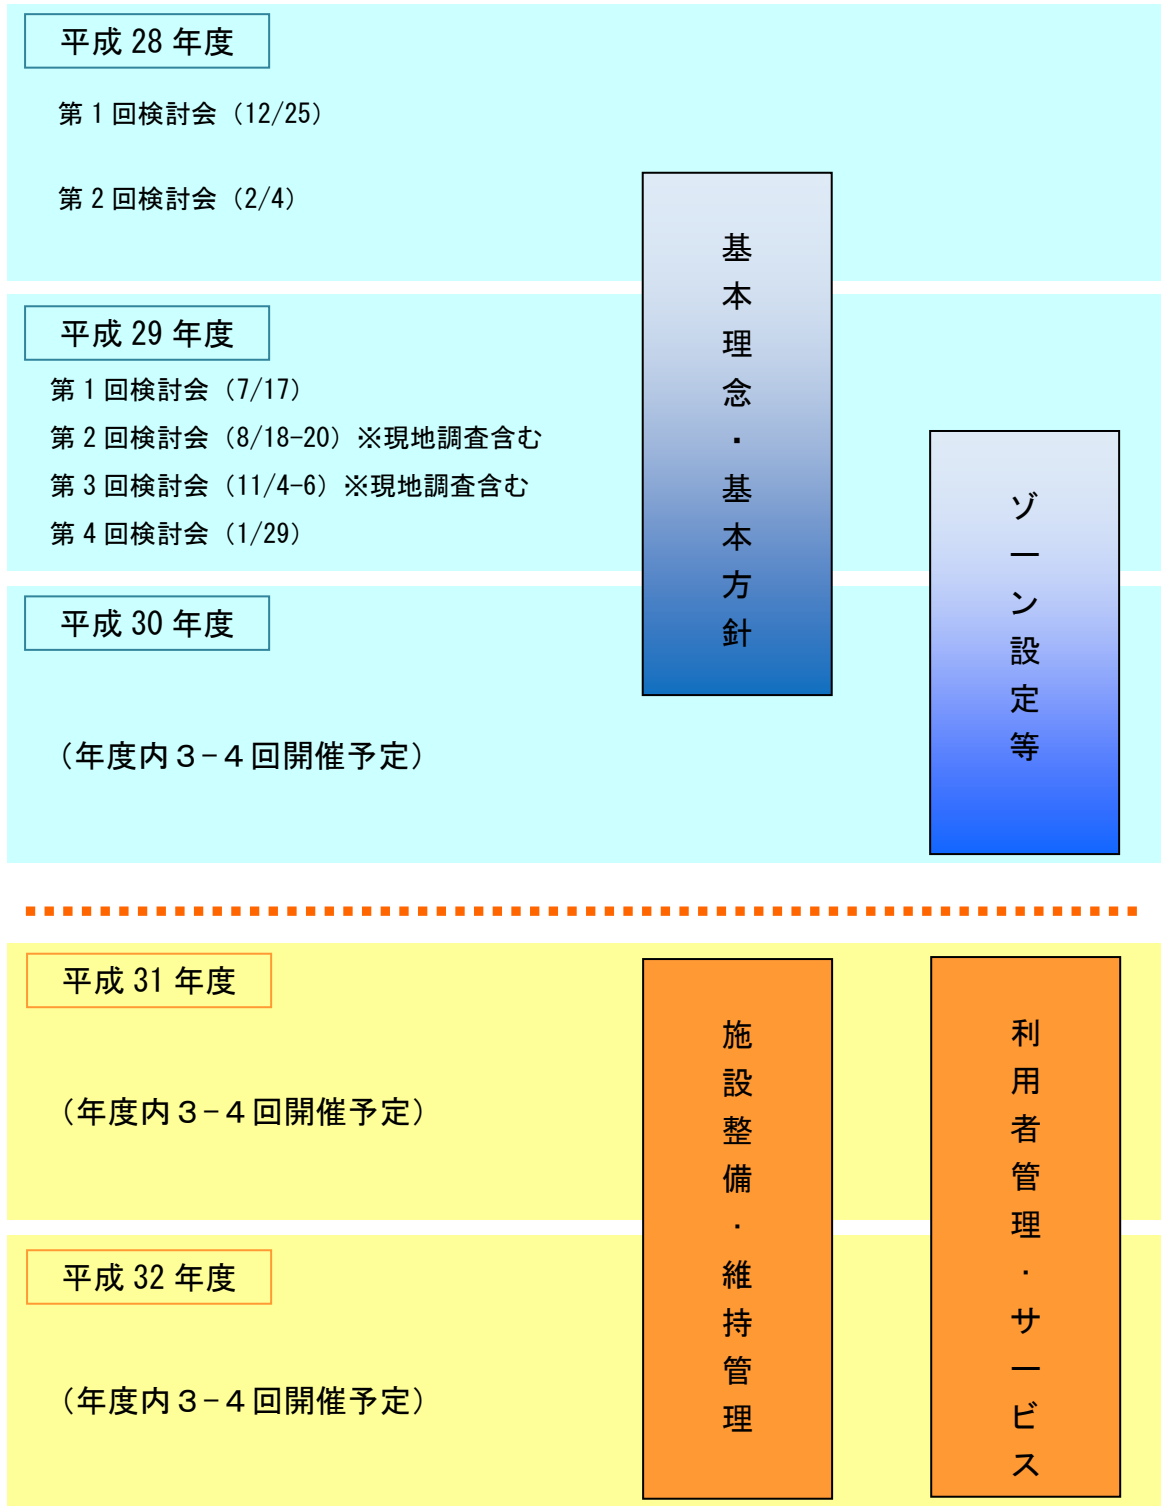 平成 28 年度
第 1 回検討会（12/25）
第 2 回検討会（2/4）
基本理念・基本方針
平成 29 年度
第 1 回検討会（7/17）
第 2 回検討会（8/18-20）※現地調査含む
第 3 回検討会（11/4-6）※現地調査含む
第 4 回検討会（1/29）
ゾーン設定等
平成 30 年度
（年度内３-４回開催予定）
平成 31 年度
（年度内３-４回開催予定）
施設整備・維持管理
利用者管理・サービス
平成 32 年度
（年度内３-４回開催予定）